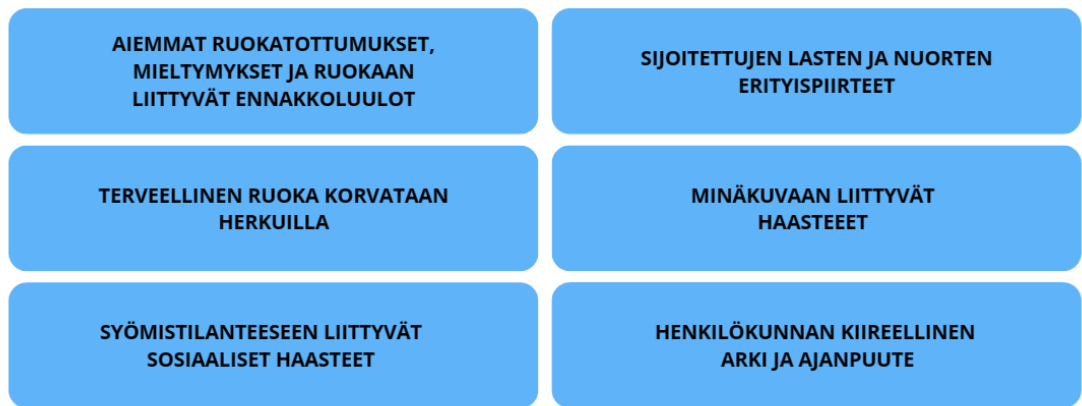 AIEMMAT RUOKATOTTUMUKSET,
MIELTYMYKSET JA RUOKAAN
LIITTYVÄT ENNAKKOLUULOT
SIJOITETTUJEN LASTEN JA NUORTEN
ERITYISPIIRTEET
TERVEELLINEN RUOKA KORVATAAN
HERKUILLA
MINÄKUVAAN LIITTYVÄT
HAASTEEET
SYÖMISTILANTEESEEN LIITTYVÄT
SOSIAALISET HAASTEET
HENKILÖKUNNAN KIIREELLINEN
ARKI JA AJANPUUTE